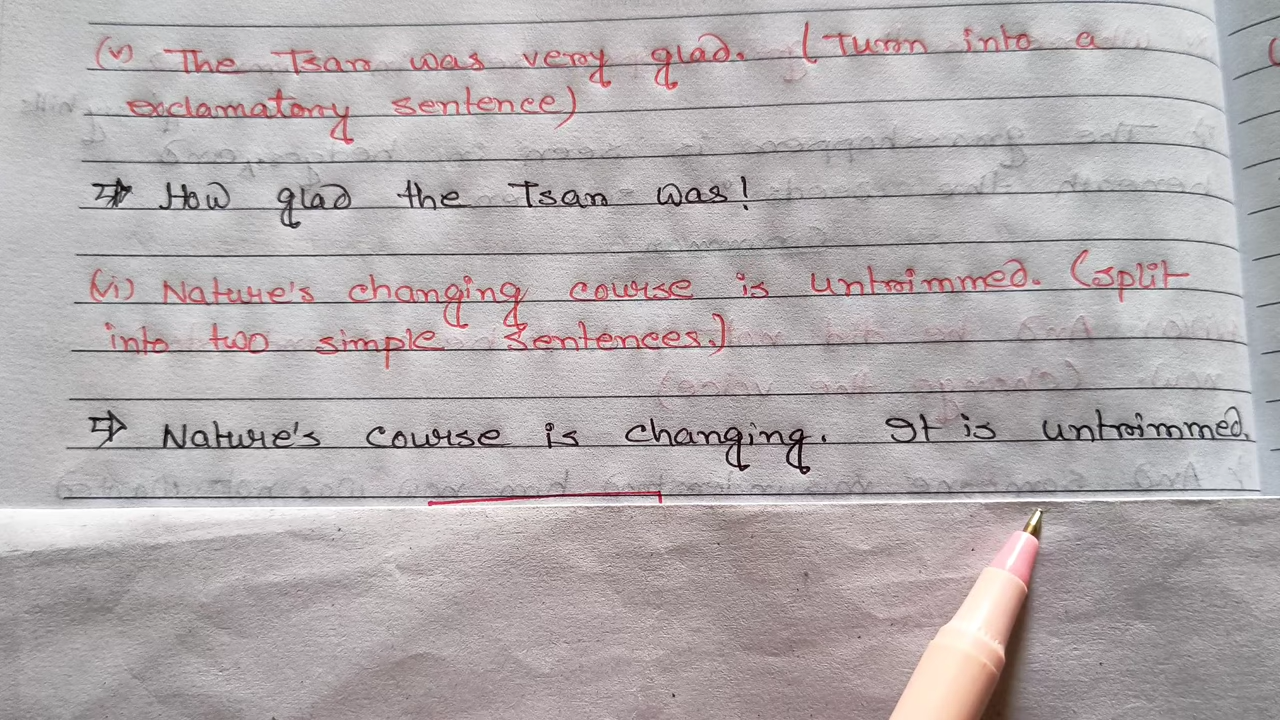 (v) The Tsar was very glad. (Turn into a
exclamatory sentence)
⇒ How glad the Tsar was!
(vi) Nature's changing course is untrimmed. (split
into two simple sentences.)
⇒ Nature's course is changing. It is untrimmed.